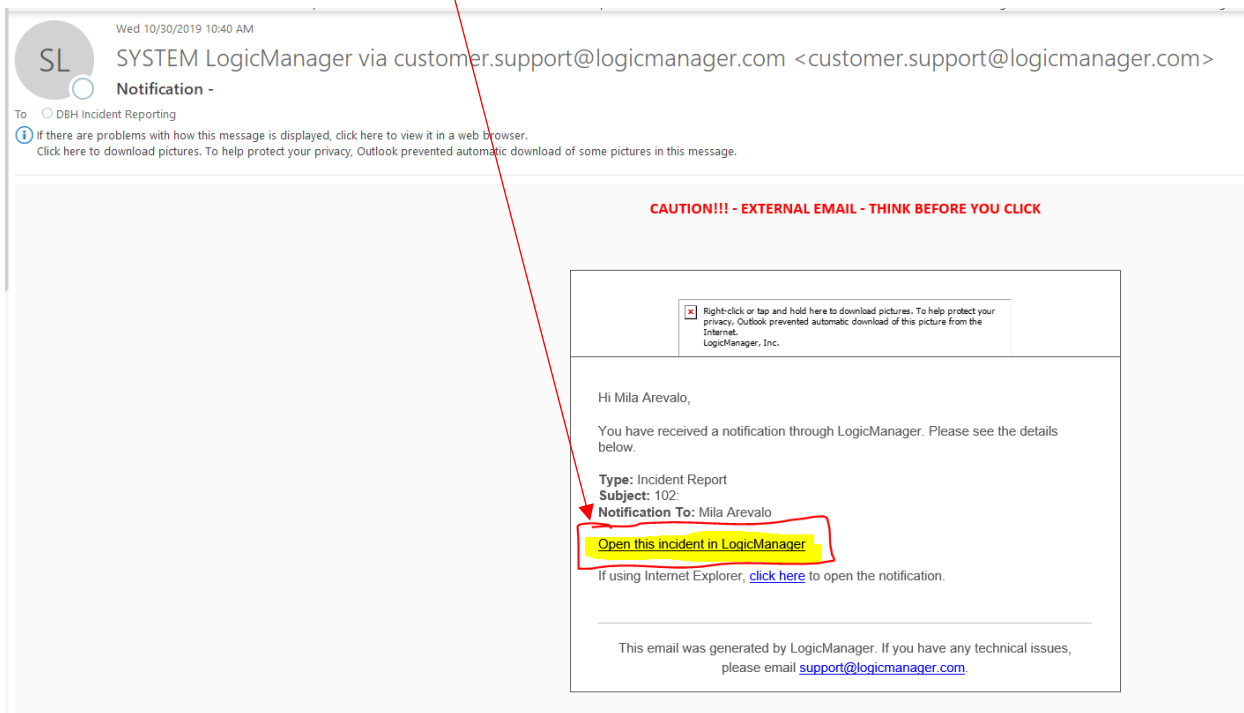 Wed 10/30/2019 10:40 AM
SL
SYSTEM LogicManager via customer.support@logicmanager.com <customer.support@logicmanager.com>
Notification -
To DBH Incident Reporting
If there are problems with how this message is displayed, click here to view it in a web browser.
Click here to download pictures. To help protect your privacy, Outlook prevented automatic download of some pictures in this message.
CAUTION!!! - EXTERNAL EMAIL - THINK BEFORE YOU CLICK
Right-click or tap and hold here to download pictures. To help protect your
privacy, Outlook prevented automatic download of this picture from the
Internet.
LogicManager, Inc.
Hi Mila Arevalo,
You have received a notification through LogicManager. Please see the details
below.
Type: Incident Report
Subject: 102:
Notification To: Mila Arevalo
Open this incident in LogicManager
If using Internet Explorer, click here to open the notification.
This email was generated by LogicManager. If you have any technical issues,
please email support@logicmanager.com.